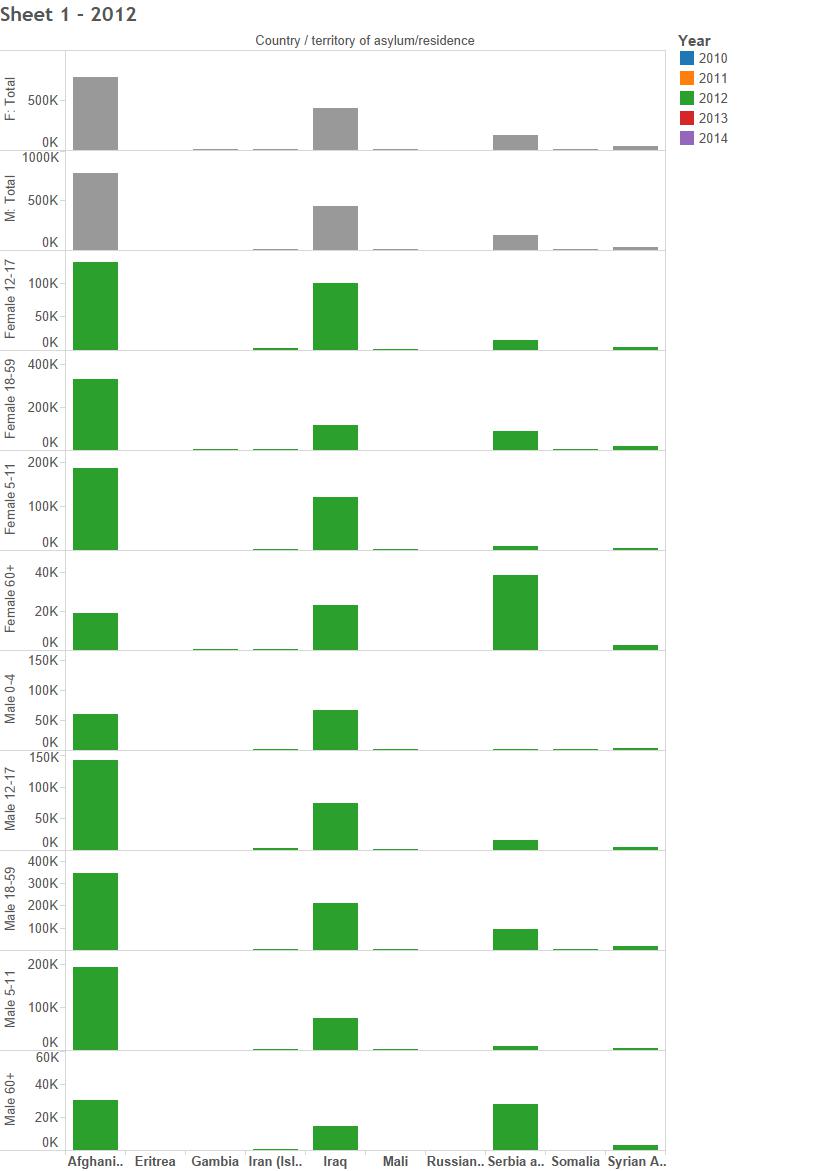 Sheet 1 - 2012
Country / territory of asylum/residence
Year
2010
2011
2012
2013
2014
F: Total
500K
0K
M: Total
1000K
500K
0K
Female 12-17
100K
50K
0K
Female 18-59
400K
200K
0K
Female 5-11
200K
100K
0K
Female 60+
40K
20K
0K
Male 0-4
150K
100K
50K
0K
Male 12-17
150K
100K
50K
0K
Male 18-59
400K
300K
200K
100K
Male 5-11
200K
100K
0K
Male 60+
60K
40K
20K
0K
Afghani.. Eritrea Gambia Iran (Isl.. Iraq Mali Russian.. Serbia a.. Somalia Syrian A..